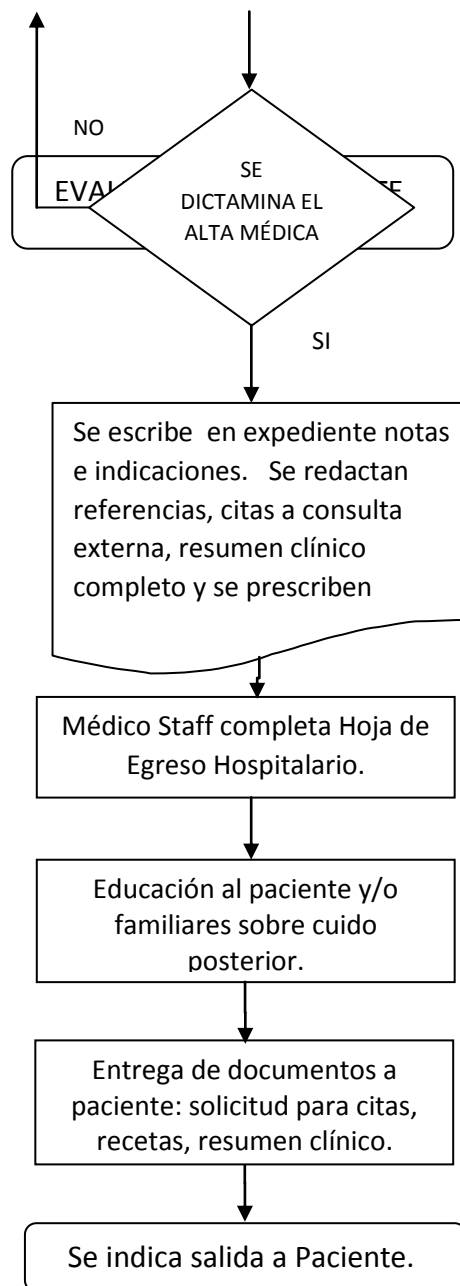 NO
SE
DICTAMINA EL
ALTA MÉDICA
SI
Se escribe en expediente notas
e indicaciones. Se redactan
referencias, citas a consulta
externa, resumen clínico
completo y se prescriben
Médico Staff completa Hoja de
Egreso Hospitalario.
Educación al paciente y/o
familiares sobre cuido
posterior.
Entrega de documentos a
paciente: solicitud para citas,
recetas, resumen clínico.
Se indica salida a Paciente.